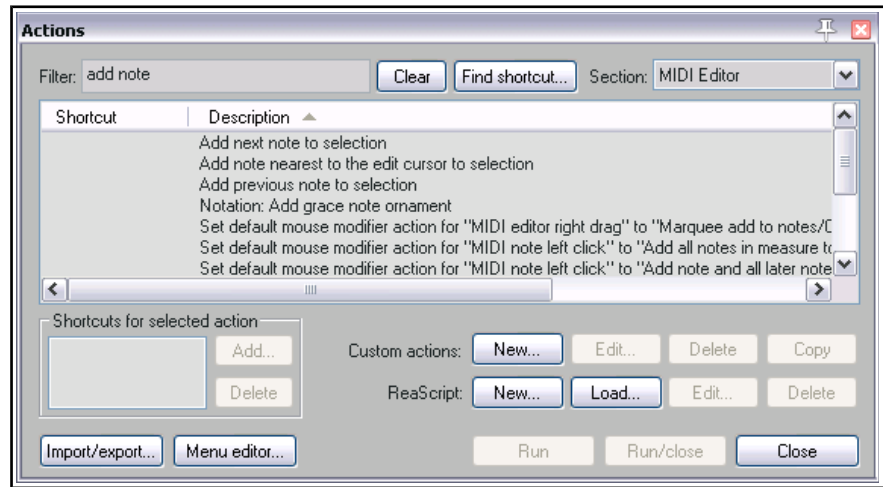 Actions
Filter: add note Clear Find shortcut... Section: MIDI Editor
Shortcut Description
Add next note to selection
Add note nearest to the edit cursor to selection
Add previous note to selection
Notation: Add grace note ornament
Set default mouse modifier action for "MIDI editor right drag" to "Marquee add to notes/C
Set default mouse modifier action for "MIDI note left click" to "Add all notes in measure to
Set default mouse modifier action for "MIDI note left click" to "Add note and all later note
Shortcuts for selected action
Add... Custom actions: New... Edit... Delete Copy
Delete ReaScript: New... Load... Edit... Delete
Import/export... Menu editor... Run Run/close Close